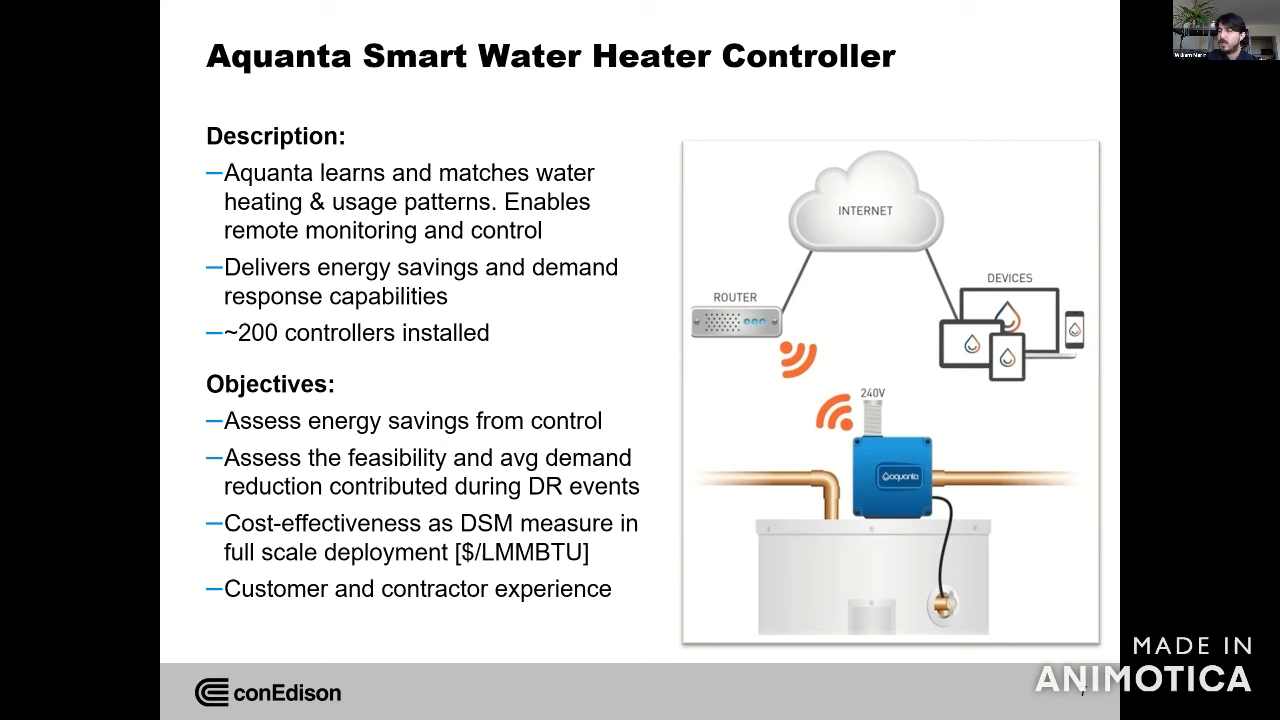 Aquanta Smart Water Heater Controller
Description:
—Aquanta learns and matches water
heating & usage patterns. Enables
remote monitoring and control
—Delivers energy savings and demand
response capabilities
—~200 controllers installed
Objectives:
—Assess energy savings from control
—Assess the feasibility and avg demand
reduction contributed during DR events
—Cost-effectiveness as DSM measure in
full scale deployment [$/LMMBTU]
—Customer and contractor experience
INTERNET
DEVICES
ROUTER
240V
aquanta
conEdison
7
William
MADE IN
ANIMOTICA